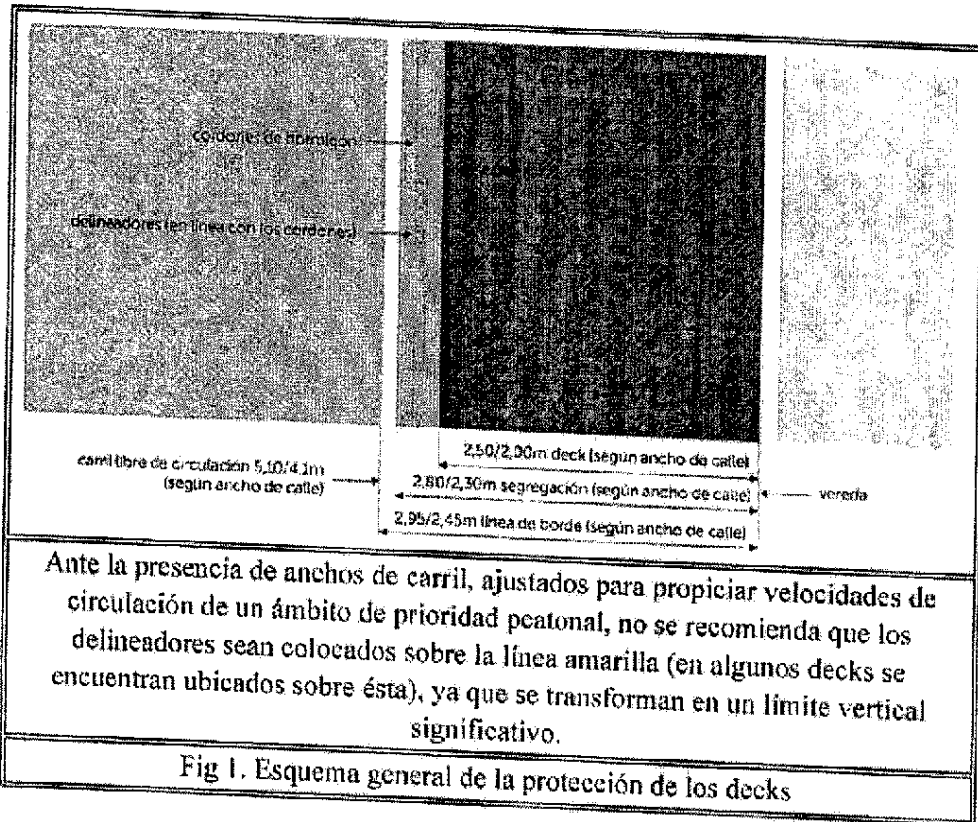 cordones de hormigón
delineadores (en línea con los cordones)
carril libre de circulación 5,10/4,1m
(según ancho de calle)
2,50/2,00m deck (según ancho de calle)
2,80/2,30m segregación (según ancho de calle)
vereda
2,95/2,45m línea de borde (según ancho de calle)
Ante la presencia de anchos de carril, ajustados para propiciar velocidades de
circulación de un ámbito de prioridad peatonal, no se recomienda que los
delineadores sean colocados sobre la línea amarilla (en algunos decks se
encuentran ubicados sobre ésta), ya que se transforman en un límite vertical
significativo.
Fig 1. Esquema general de la protección de los decks